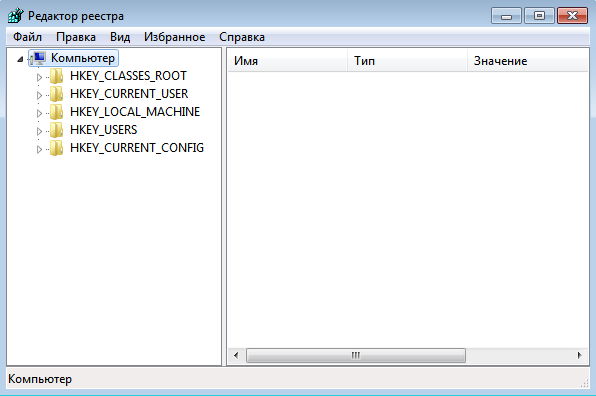 Редактор реестра
Файл Правка Вид Избранное Справка
Компьютер
HKEY_CLASSES_ROOT
HKEY_CURRENT_USER
HKEY_LOCAL_MACHINE
HKEY_USERS
HKEY_CURRENT_CONFIG
Имя Тип Значение
Компьютер